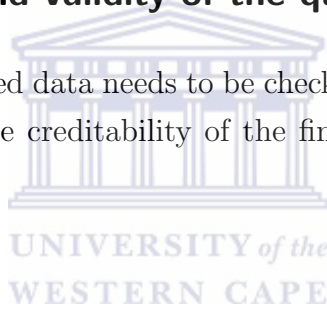 nd validity of the qu
ed data needs to be check
e creditability of the fin
UNIVERSITY of the
WESTERN CAPE